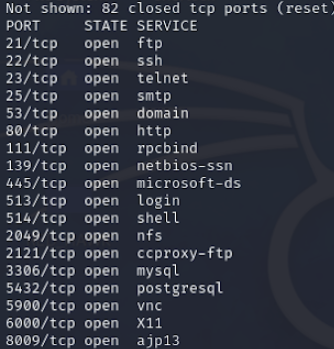 Not shown: 82 closed tcp ports (reset)
PORT     STATE SERVICE
21/tcp   open  ftp
22/tcp   open  ssh
23/tcp   open  telnet
25/tcp   open  smtp
53/tcp   open  domain
80/tcp   open  http
111/tcp  open  rpcbind
139/tcp  open  netbios-ssn
445/tcp  open  microsoft-ds
513/tcp  open  login
514/tcp  open  shell
2049/tcp open  nfs
2121/tcp open  ccproxy-ftp
3306/tcp open  mysql
5432/tcp open  postgresql
5900/tcp open  vnc
6000/tcp open  X11
8009/tcp open  ajp13